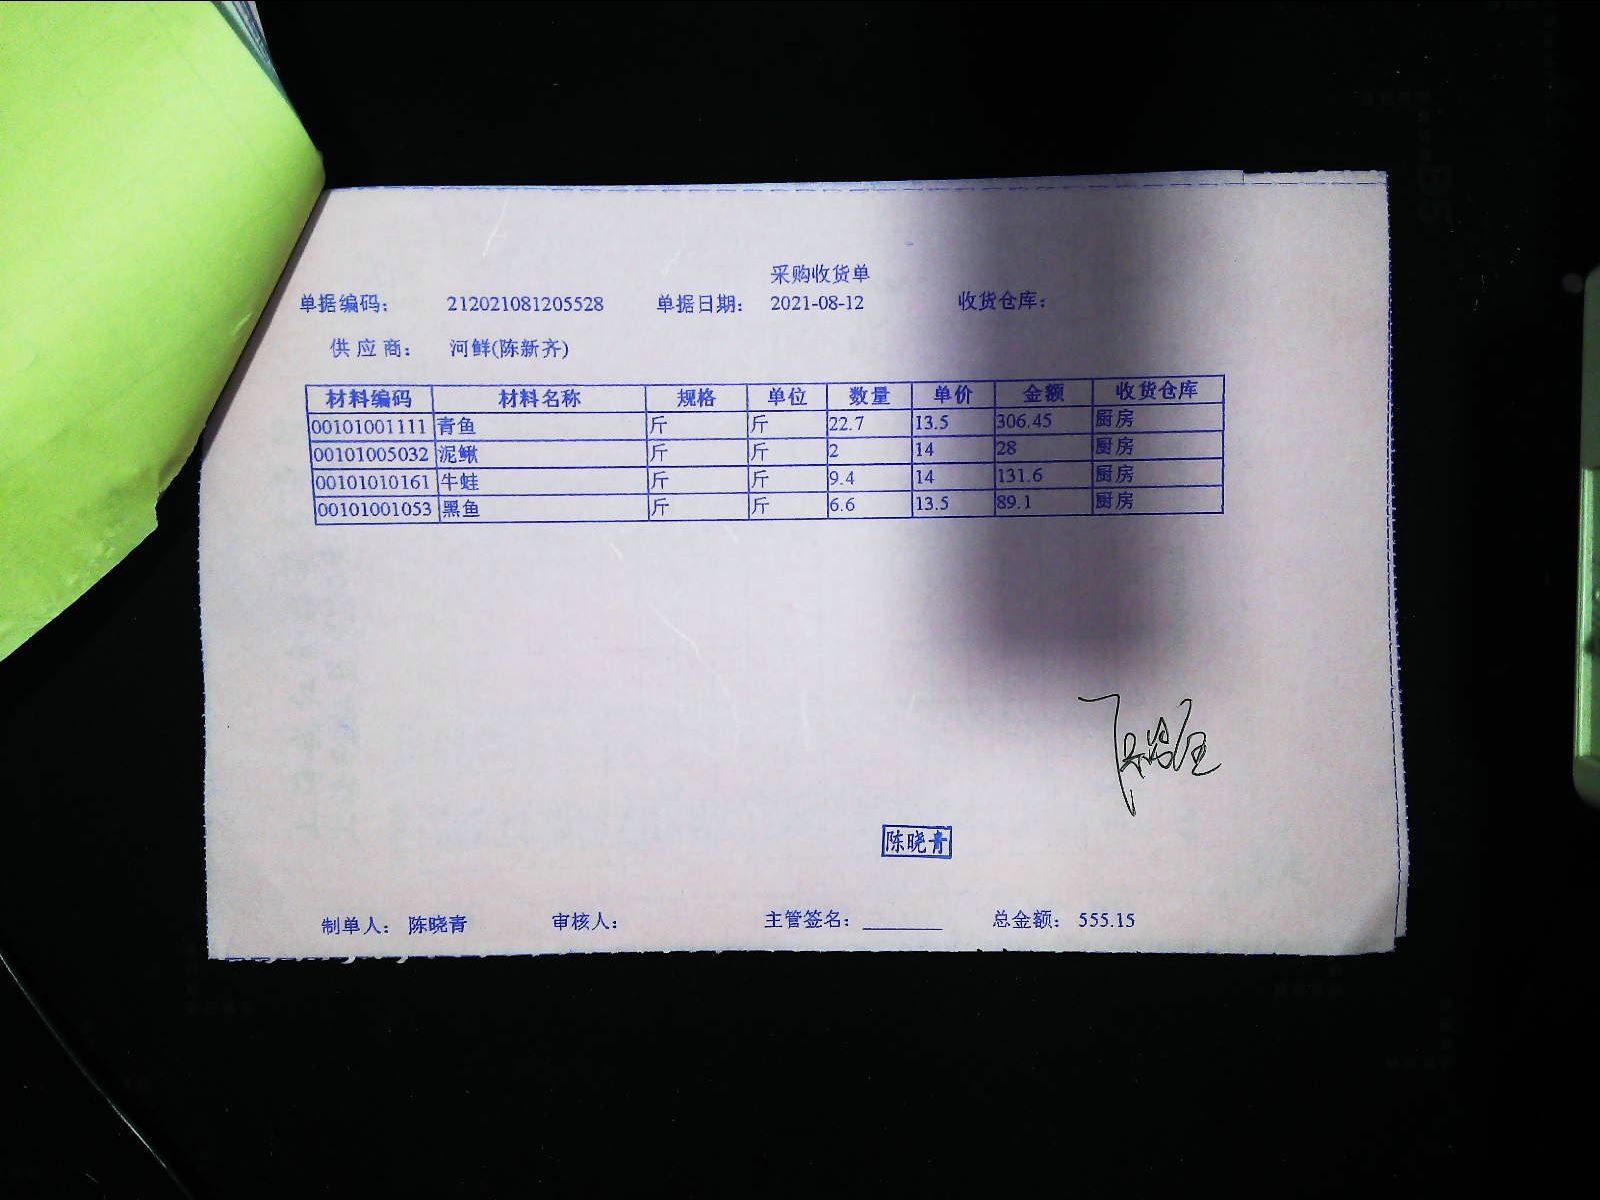 采购收货单
单据编码： 212021081205528 单据日期： 2021-08-12 收货仓库：
供应商： 河鲜(陈新齐)
材料编码 材料名称 规格 单位 数量 单价 金额 收货仓库
00101001111 青鱼 斤 斤 22.7 13.5 306.45 厨房
00101005032 泥鳅 斤 斤 2 14 28 厨房
00101010161 牛蛙 斤 斤 9.4 14 131.6 厨房
00101001053 黑鱼 斤 斤 6.6 13.5 89.1 厨房
陈晓青
制单人： 陈晓青 审核人： 主管签名： 总金额： 555.15